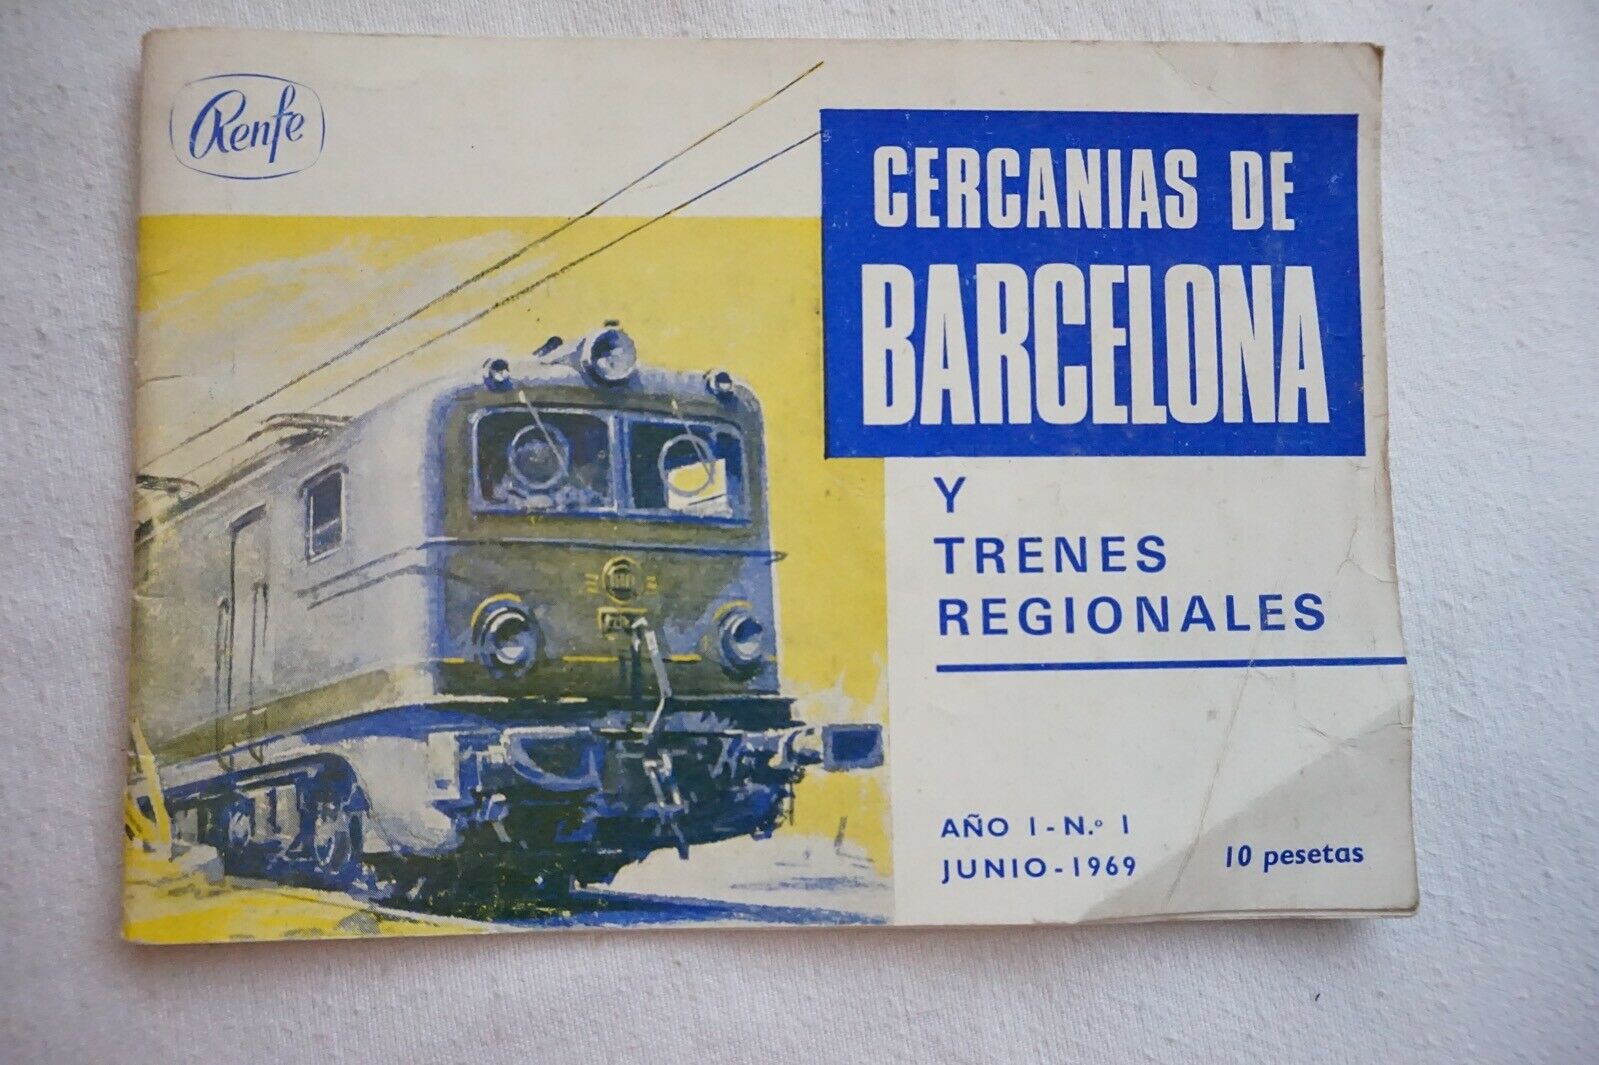 Renfe
CERCANIAS DE
BARCELONA
Y
TRENES
REGIONALES
AÑO I - N.º 1
JUNIO - 1969
10 pesetas